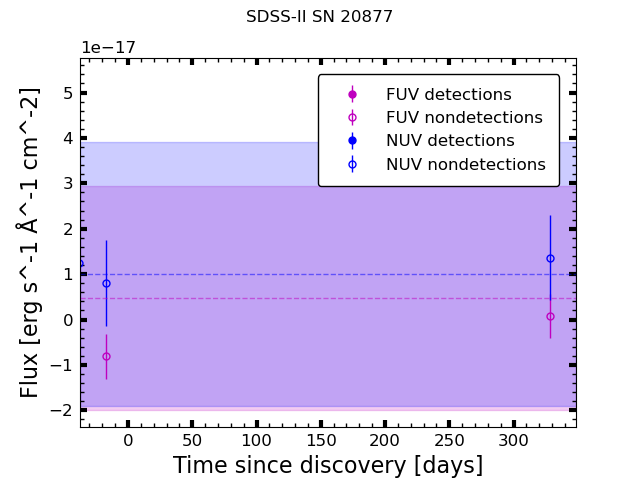 SDSS-II SN 20877
1e−17
FUV detections
FUV nondetections
NUV detections
NUV nondetections
5
4
3
2
1
0
−1
−2
Flux [erg s^-1 Å^-1 cm^-2]
0 50 100 150 200 250 300
Time since discovery [days]